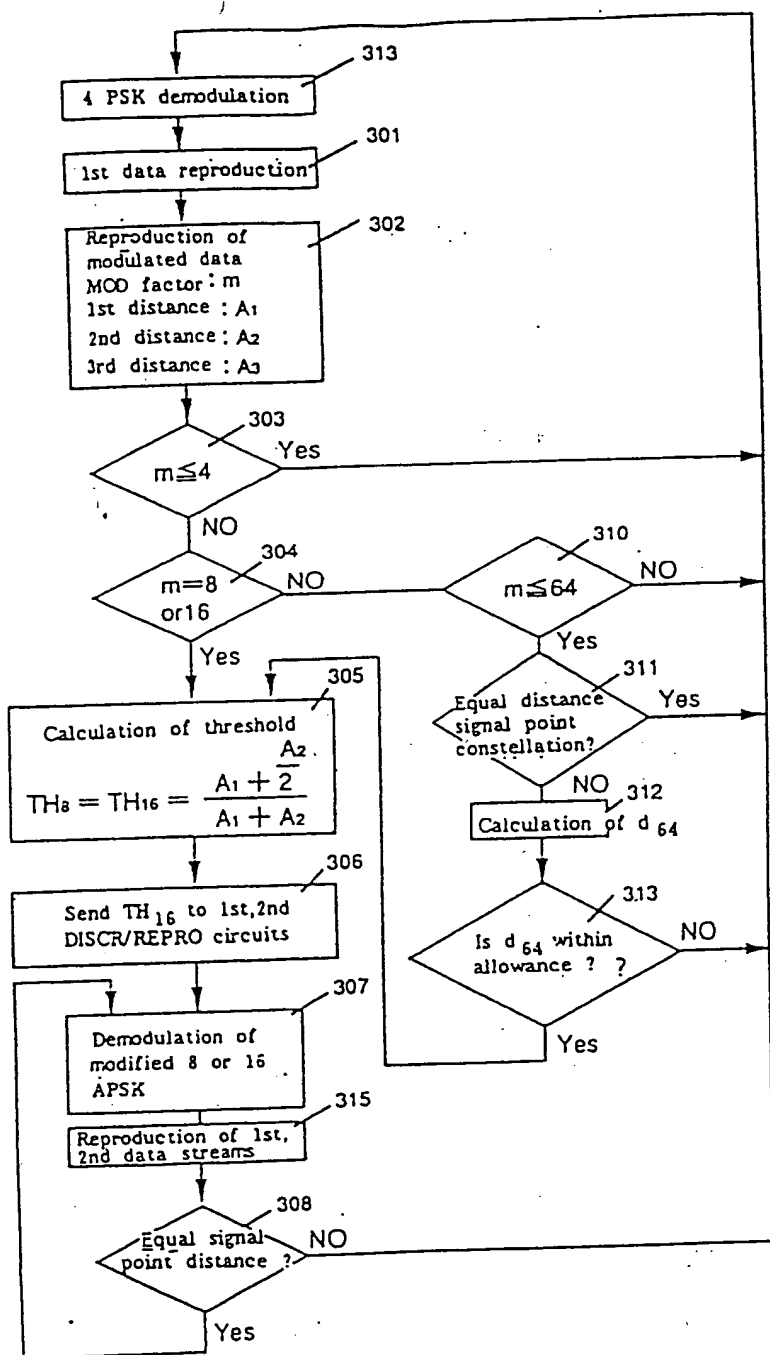 313
4 PSK demodulation
301
1st data reproduction
302
Reproduction of
modulated data
MOD factor : m
1st distance : A1
2nd distance : A2
3rd distance : A3
303
Yes
m≦4
NO
304
m=8
or16
NO
310
m≦64
NO
Yes
Yes
311
Equal distance
signal point
constellation?
Yes
NO
305
Calculation of threshold
TH8 = TH16 = (A1 + A2/2) / (A1 + A2)
312
Calculation of d64
306
Send TH16 to 1st,2nd
DISCR/REPRO circuits
313
Is d64 within
allowance ? ?
NO
Yes
307
Demodulation of
modified 8 or 16
APSK
315
Reproduction of 1st,
2nd data streams
308
Equal signal
point distance ?
NO
Yes